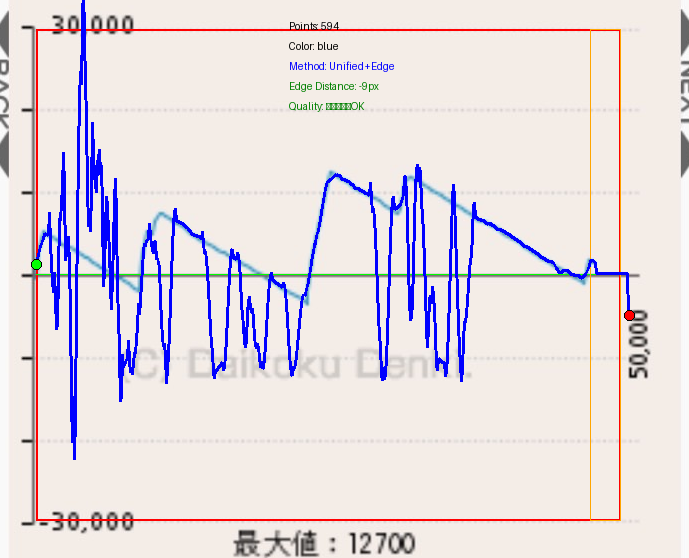 30,000
Points: 594
Color: blue
Method: Unified+Edge
Edge Distance: -9px
Quality: OK
BACK
NEXT
50,000
(C) Daikoku Denki.
-30,000
最大値：12700